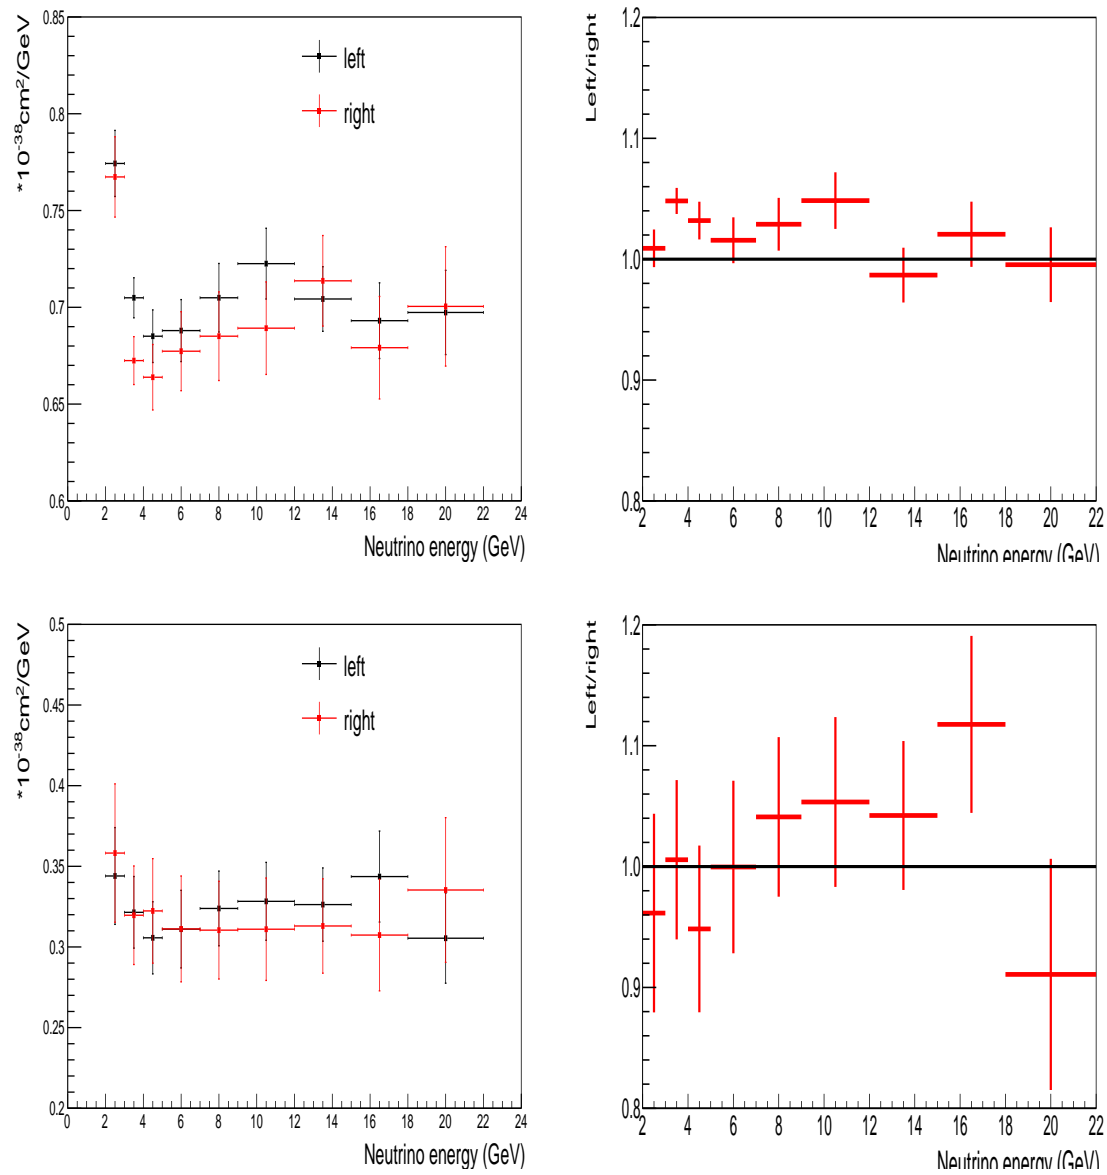 *10⁻³⁸cm²/GeV
0.85
0.8
0.75
0.7
0.65
0.6
left
right
0 2 4 6 8 10 12 14 16 18 20 22 24
Neutrino energy (GeV)
Left/right
1.2
1.1
1.0
0.9
0.8
2 4 6 8 10 12 14 16 18 20 22
Neutrino energy (GeV)
*10⁻³⁸cm²/GeV
0.5
0.45
0.4
0.35
0.3
0.25
0.2
left
right
0 2 4 6 8 10 12 14 16 18 20 22 24
Neutrino energy (GeV)
Left/right
1.2
1.1
1.0
0.9
0.8
2 4 6 8 10 12 14 16 18 20 22
Neutrino energy (GeV)